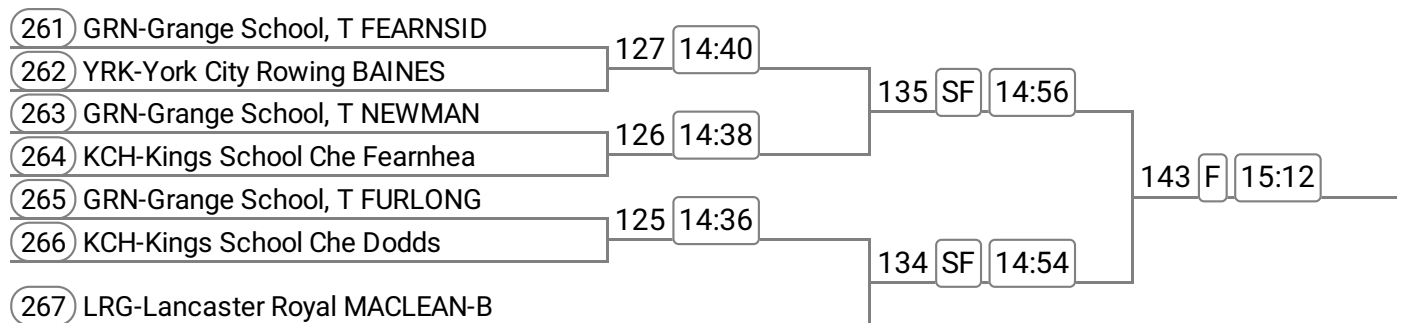 261 GRN-Grange School, T FEARNSID
262 YRK-York City Rowing BAINES
127 14:40
263 GRN-Grange School, T NEWMAN
264 KCH-Kings School Che Fearnhea
126 14:38
135 SF 14:56
265 GRN-Grange School, T FURLONG
266 KCH-Kings School Che Dodds
125 14:36
267 LRG-Lancaster Royal MACLEAN-B
134 SF 14:54
143 F 15:12